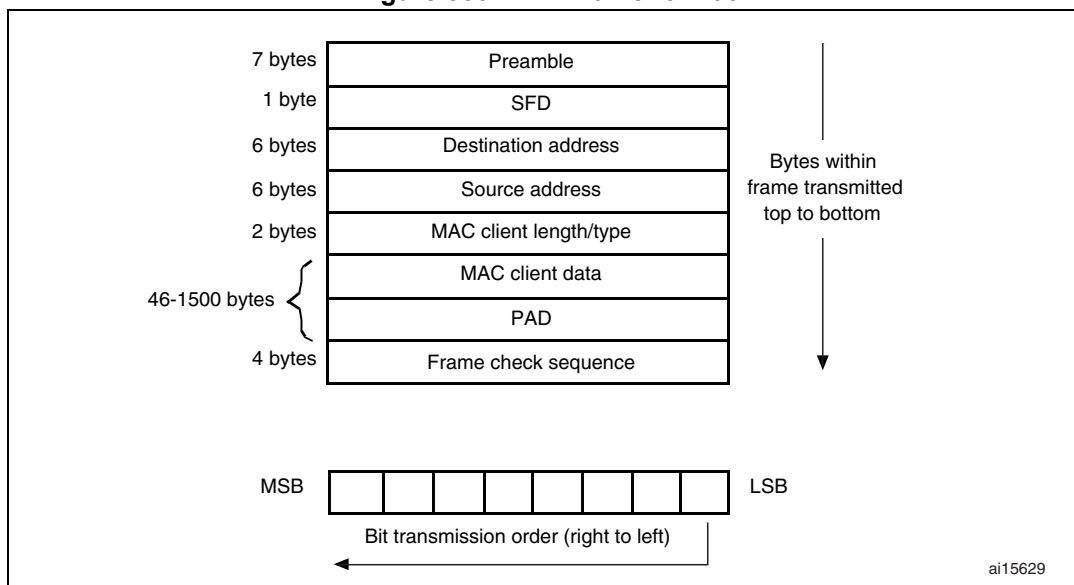 7 bytes Preamble
1 byte SFD
6 bytes Destination address
6 bytes Source address
2 bytes MAC client length/type
MAC client data
46-1500 bytes
PAD
4 bytes Frame check sequence
Bytes within
frame transmitted
top to bottom
MSB LSB
Bit transmission order (right to left)
ai15629